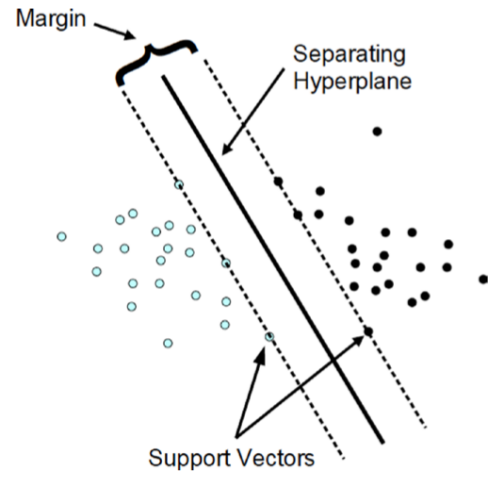 Margin
Separating
Hyperplane
Support Vectors